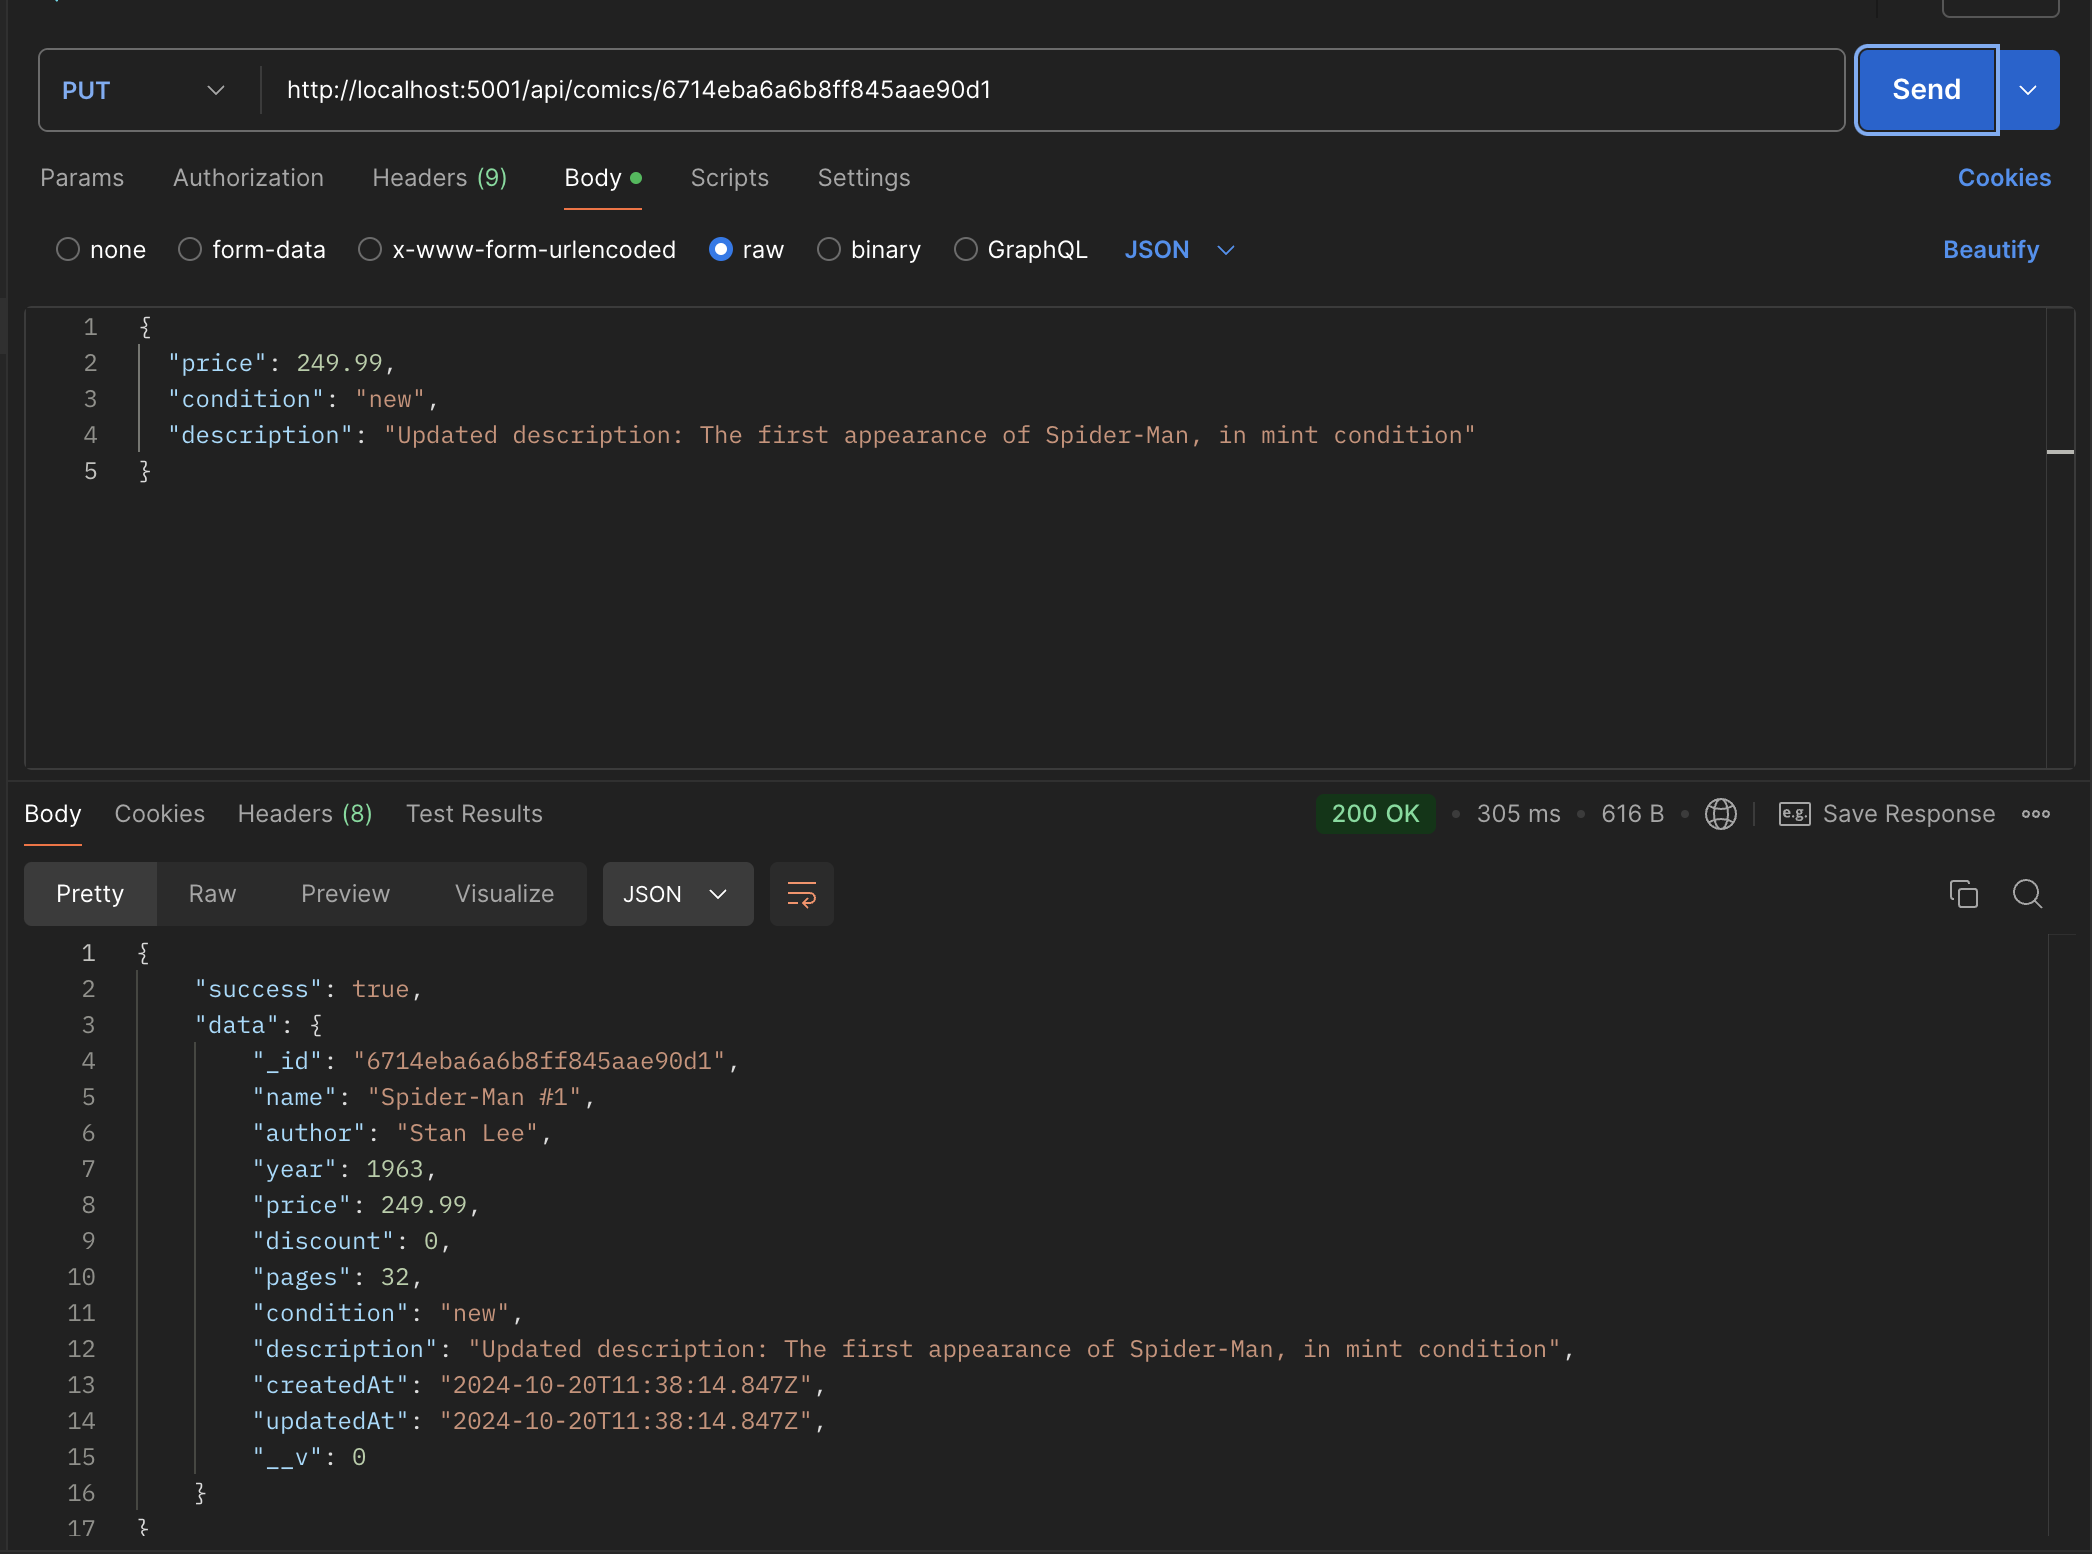 PUT http://localhost:5001/api/comics/6714eba6a6b8ff845aae90d1 Send
Params Authorization Headers (9) Body Scripts Settings Cookies
none form-data x-www-form-urlencoded raw binary GraphQL JSON Beautify
1 {
2 "price": 249.99,
3 "condition": "new",
4 "description": "Updated description: The first appearance of Spider-Man, in mint condition"
5 }
Body Cookies Headers (8) Test Results 200 OK • 305 ms • 616 B • e.g. Save Response
Pretty Raw Preview Visualize JSON
1 {
2 "success": true,
3 "data": {
4 "_id": "6714eba6a6b8ff845aae90d1",
5 "name": "Spider-Man #1",
6 "author": "Stan Lee",
7 "year": 1963,
8 "price": 249.99,
9 "discount": 0,
10 "pages": 32,
11 "condition": "new",
12 "description": "Updated description: The first appearance of Spider-Man, in mint condition",
13 "createdAt": "2024-10-20T11:38:14.847Z",
14 "updatedAt": "2024-10-20T11:38:14.847Z",
15 "__v": 0
16 }
17 }